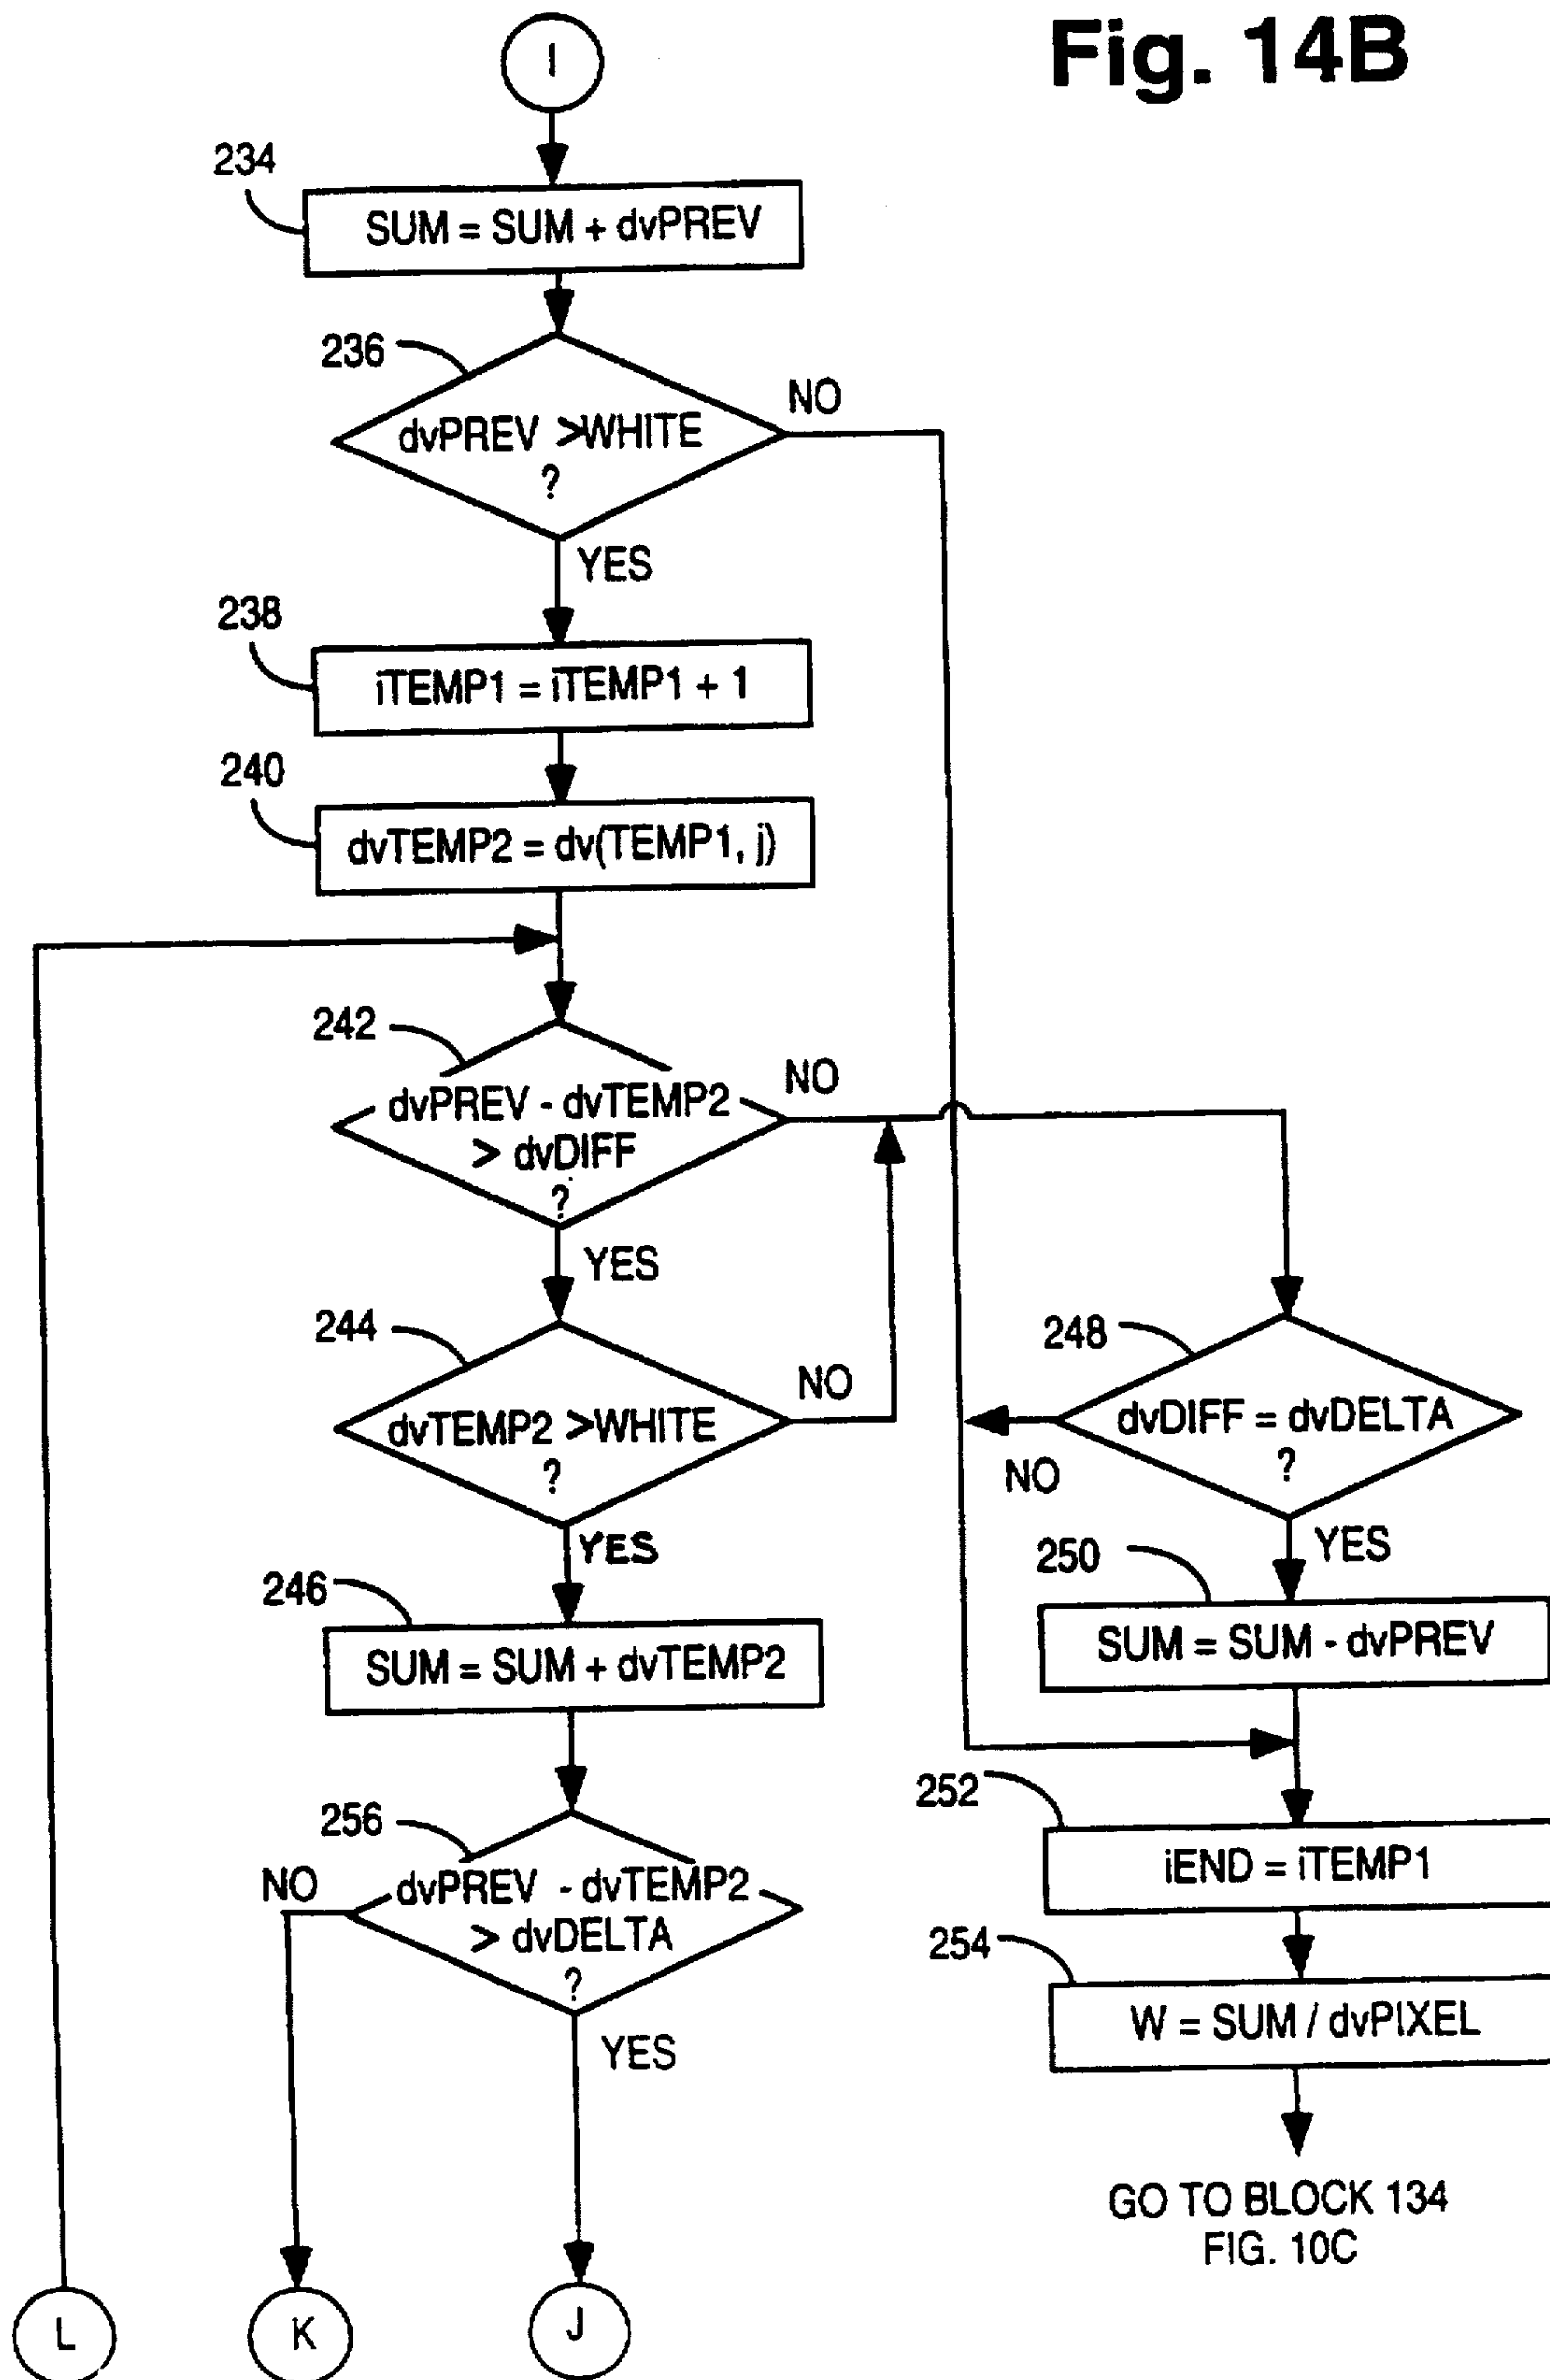 Fig. 14B
I
234
SUM = SUM + dvPREV
236
dvPREV >WHITE
?
NO
YES
238
iTEMP1 = iTEMP1 + 1
240
dvTEMP2 = dv(TEMP1, j)
242
dvPREV - dvTEMP2
> dvDIFF
?
NO
YES
244
dvTEMP2 >WHITE
?
NO
YES
246
SUM = SUM + dvTEMP2
256
dvPREV - dvTEMP2
> dvDELTA
?
NO
YES
248
dvDIFF = dvDELTA
?
NO
YES
250
SUM = SUM - dvPREV
252
iEND = iTEMP1
254
W = SUM / dvPIXEL
GO TO BLOCK 134
FIG. 10C
L
K
J